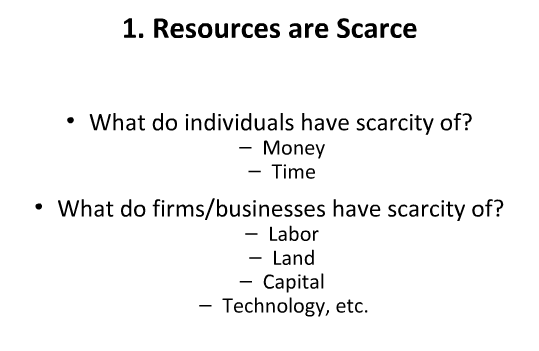 1. Resources are Scarce
• What do individuals have scarcity of?
– Money
– Time
• What do firms/businesses have scarcity of?
– Labor
– Land
– Capital
– Technology, etc.